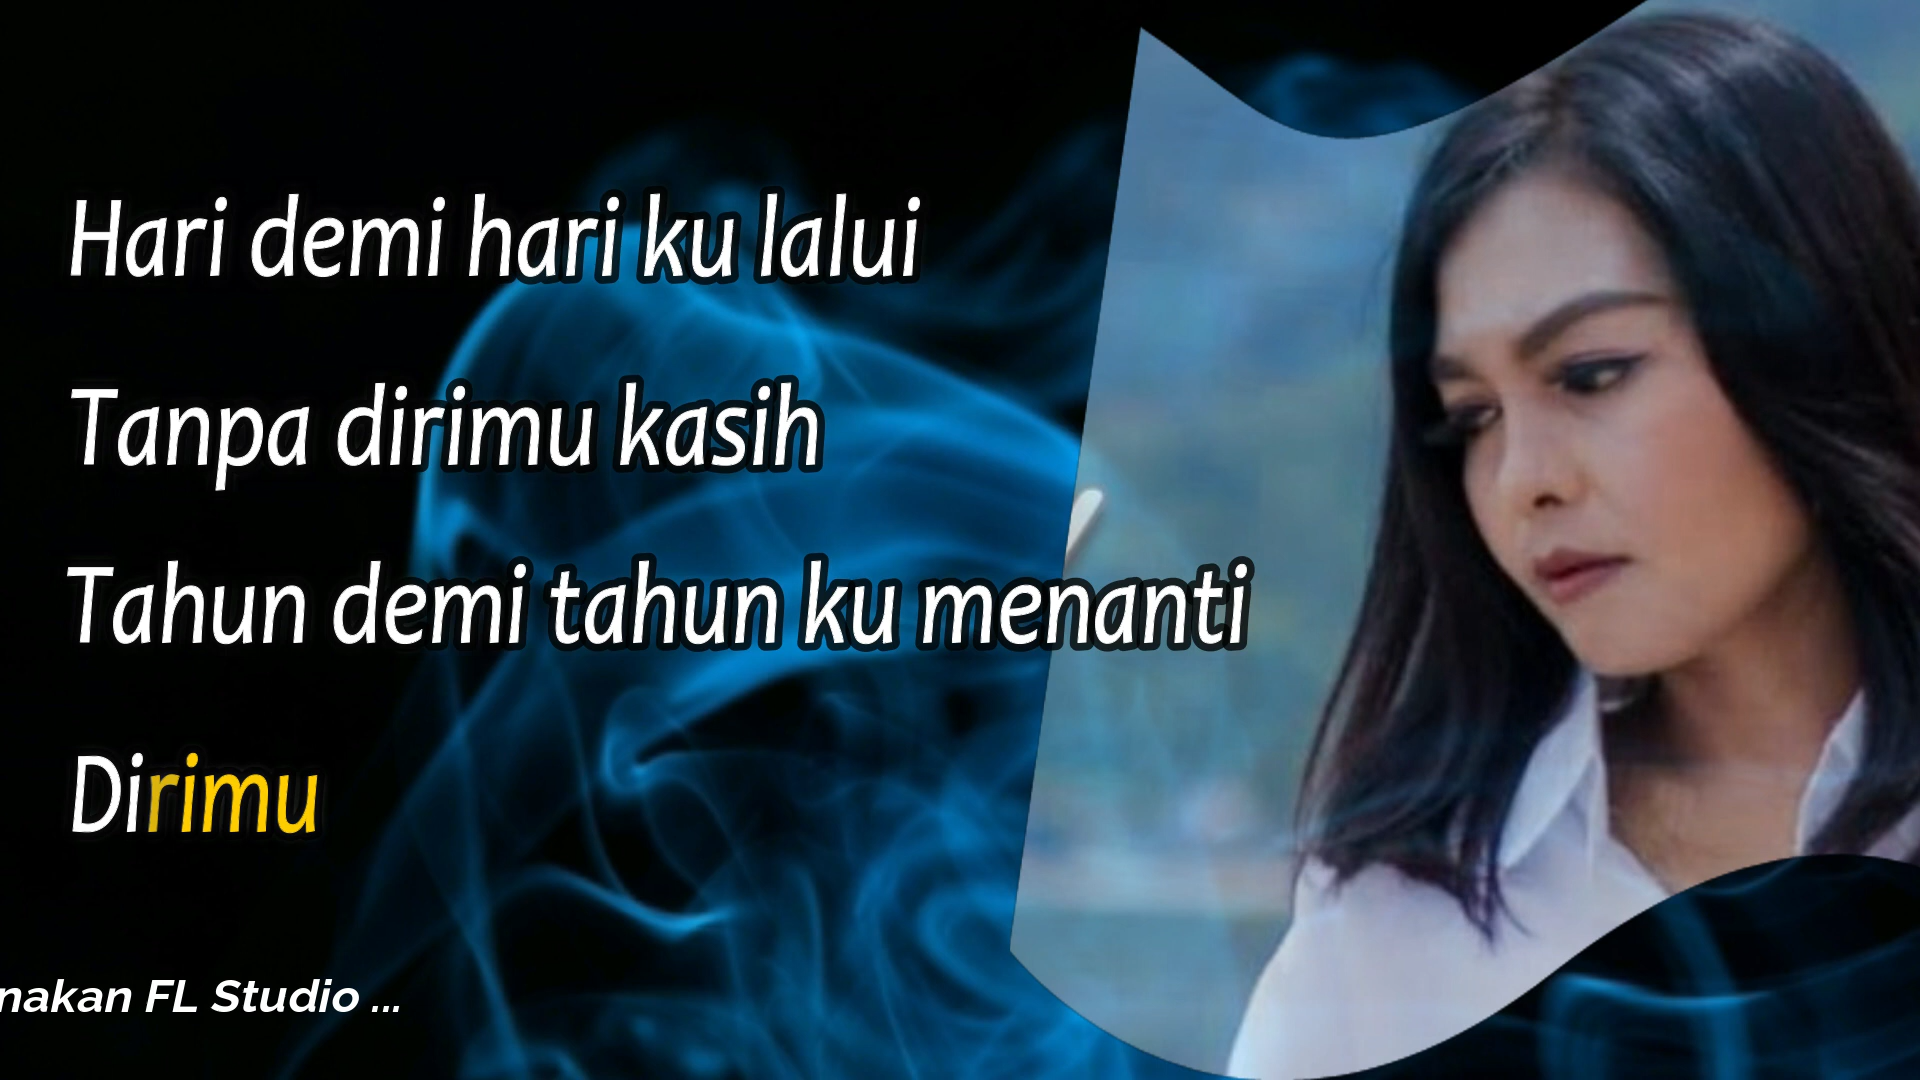 Hari demi hari ku lalui
Tanpa dirimu kasih
Tahun demi tahun ku menanti
Dirimu
nakan FL Studio ...